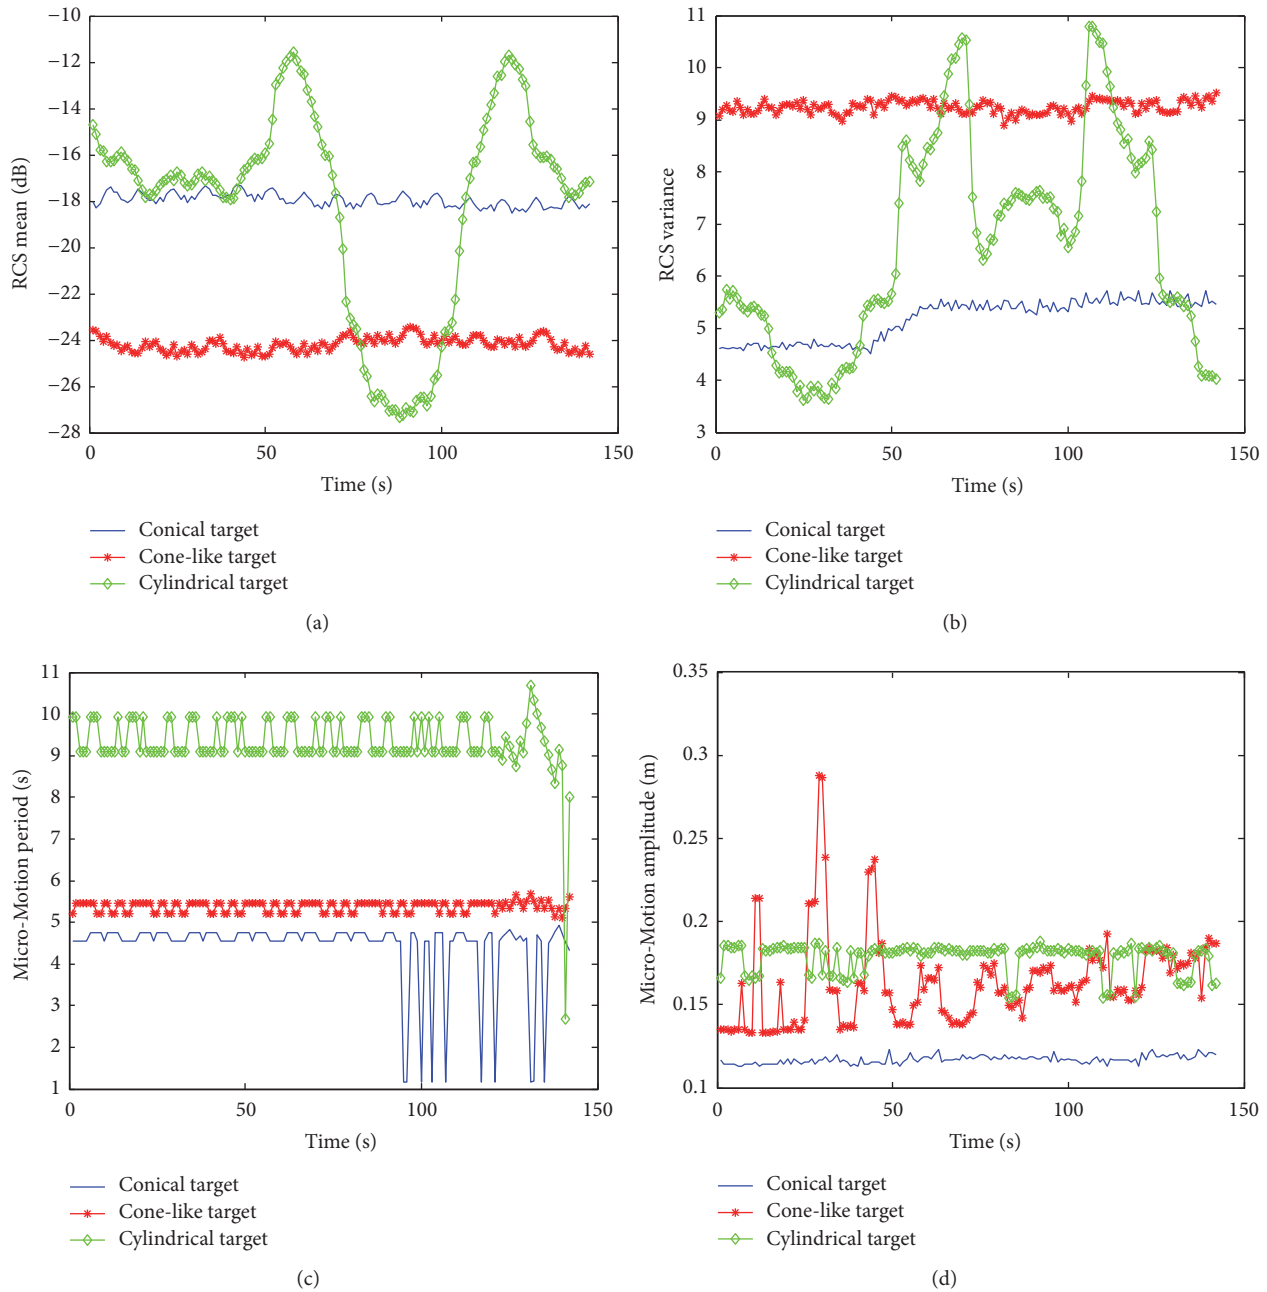 −10
−12
−14
−16
−18
−20
−22
−24
−26
−28
RCS mean (dB)
0
50
100
150
Time (s)
Conical target
Cone-like target
Cylindrical target
(a)
11
10
9
8
7
6
5
4
3
RCS variance
0
50
100
150
Time (s)
Conical target
Cone-like target
Cylindrical target
(b)
11
10
9
8
7
6
5
4
3
2
1
Micro-Motion period (s)
0
50
100
150
Time (s)
Conical target
Cone-like target
Cylindrical target
(c)
0.35
0.3
0.25
0.2
0.15
0.1
Micro-Motion amplitude (m)
0
50
100
150
Time (s)
Conical target
Cone-like target
Cylindrical target
(d)